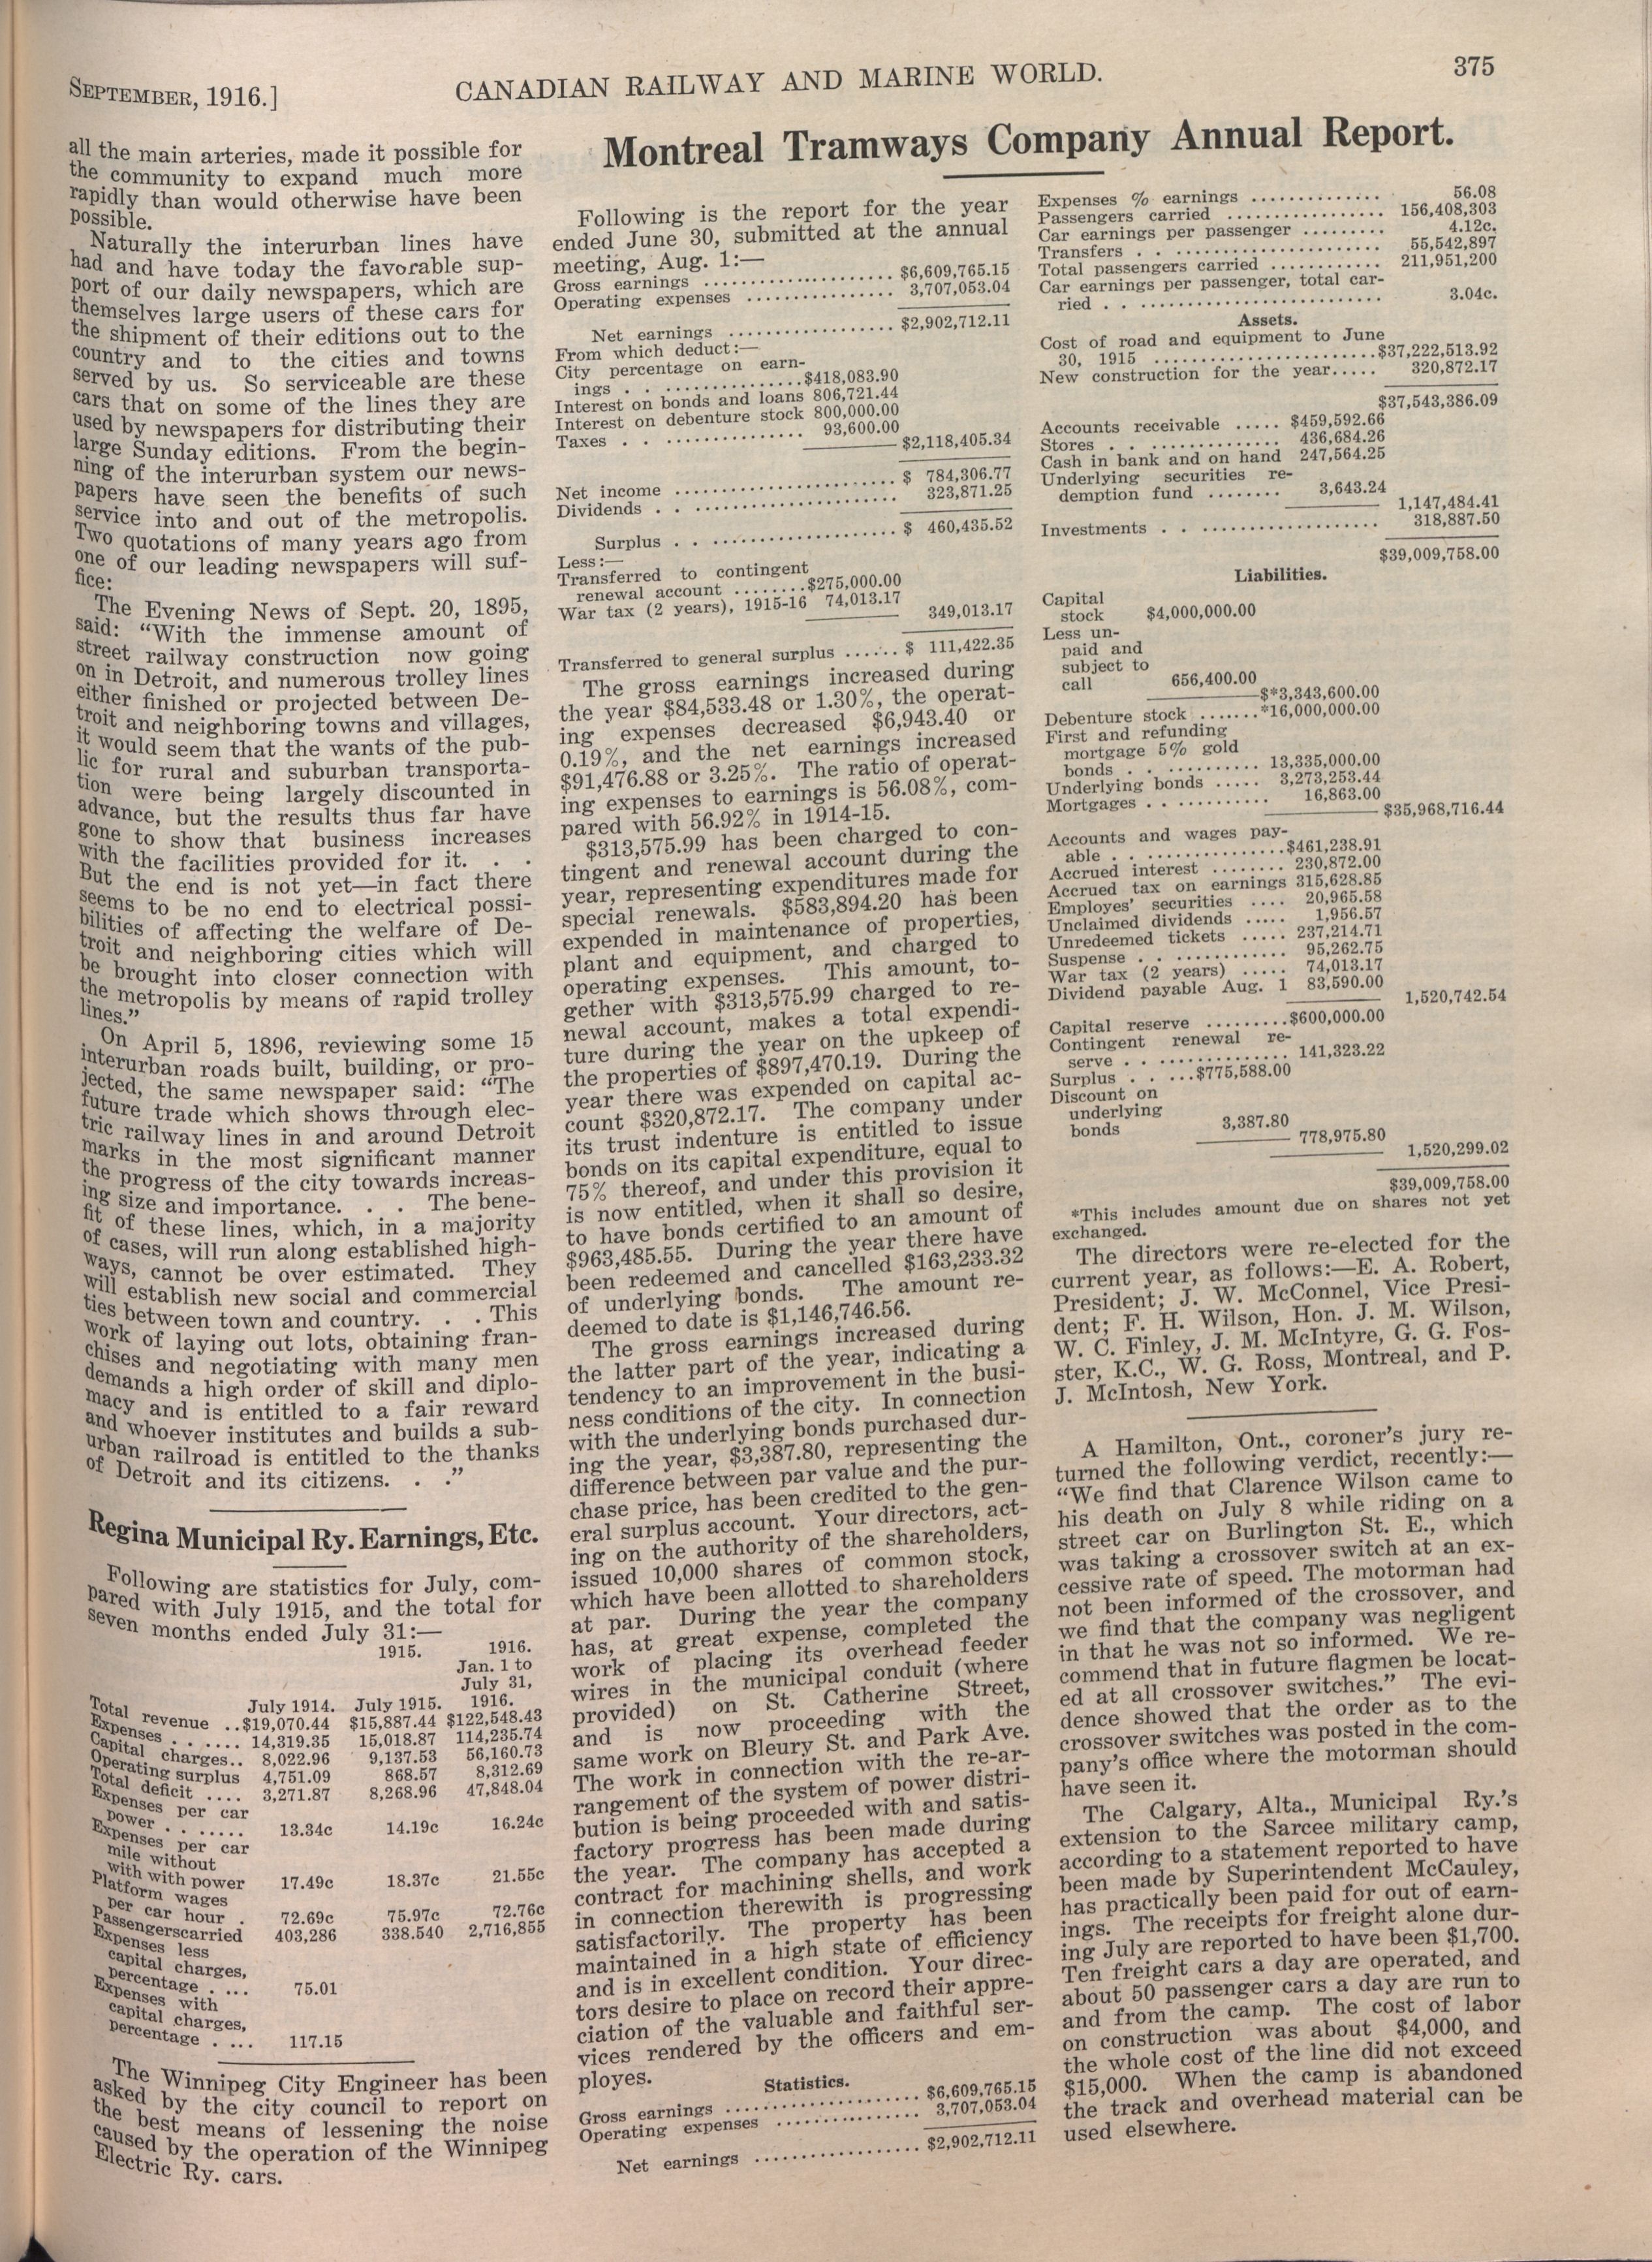 SEPTEMBER, 1916.]
CANADIAN RAILWAY AND MARINE WORLD.
375
all the main arteries, made it possible for
the community to expand much more
rapidly than would otherwise have been
possible.
Naturally the interurban lines have
had and have today the favorable sup-
port of our daily newspapers, which are
themselves large users of these cars for
the shipment of their editions out to the
country and to the cities and towns
served by us. So serviceable are these
cars that on some of the lines they are
used by newspapers for distributing their
large Sunday editions. From the begin-
ning of the interurban system our news-
papers have seen the benefits of such
service into and out of the metropolis.
Two quotations of many years ago from
one of our leading newspapers will suf-
fice:
The Evening News of Sept. 20, 1895,
said: “With the immense amount of
street railway construction now going
on in Detroit, and numerous trolley lines
either finished or projected between De-
troit and neighboring towns and villages,
it would seem that the wants of the pub-
lic for rural and suburban transporta-
tion were being largely discounted in
advance, but the results thus far have
gone to show that business increases
with the facilities provided for it. . .
But the end is not yet—in fact there
seems to be no end to electrical possi-
bilities of affecting the welfare of De-
troit and neighboring cities which will
be brought into closer connection with
the metropolis by means of rapid trolley
lines.”
On April 5, 1896, reviewing some 15
interurban roads built, building, or pro-
jected, the same newspaper said: “The
future trade which shows through elec-
tric railway lines in and around Detroit
marks in the most significant manner
the progress of the city towards increas-
ing size and importance. . . The bene-
fit of these lines, which, in a majority
of cases, will run along established high-
ways, cannot be over estimated. They
will establish new social and commercial
ties between town and country. . . This
work of laying out lots, obtaining fran-
chises and negotiating with many men
demands a high order of skill and diplo-
macy and is entitled to a fair reward
and whoever institutes and builds a sub-
urban railroad is entitled to the thanks
of Detroit and its citizens. . .”
Regina Municipal Ry. Earnings, Etc.
Following are statistics for July, com-
pared with July 1915, and the total for
seven months ended July 31:—
1915. 1916.
Jan. 1 to
July 31,
July 1914. July 1915. 1916.
Total revenue ..$19,070.44 $15,887.44 $122,548.43
Expenses . . .... 14,319.35 15,018.87 114,235.74
Capital charges.. 8,022.96 9,137.53 56,160.73
Operating surplus 4,751.09 868.57 8,312.69
Total deficit .... 3,271.87 8,268.96 47,848.04
Expenses per car
power . . ...... 13.34c 14.19c 16.24c
Expenses per car
mile without
with with power 17.49c 18.37c 21.55c
Platform wages
per car hour . 72.69c 75.97c 72.76c
Passengerscarried 403,286 338.540 2,716,855
Expenses less
capital charges,
percentage . ... 75.01
Expenses with
capital charges,
percentage . ... 117.15
The Winnipeg City Engineer has been
asked by the city council to report on
the best means of lessening the noise
caused by the operation of the Winnipeg
Electric Ry. cars.
Montreal Tramways Company Annual Report.
Following is the report for the year
ended June 30, submitted at the annual
meeting, Aug. 1:—
Gross earnings ........................ $6,609,765.15
Operating expenses .................. 3,707,053.04
Net earnings .................... $2,902,712.11
From which deduct:—
City percentage on earn-
ings . . ................$418,083.90
Interest on bonds and loans 806,721.44
Interest on debenture stock 800,000.00
Taxes . . ................ 93,600.00
$2,118,405.34
Net income ........................... $ 784,306.77
Dividends . . ........................ 323,871.25
Surplus . . ...................... $ 460,435.52
Less:—
Transferred to contingent
renewal account ........$275,000.00
War tax (2 years), 1915-16 74,013.17
349,013.17
Transferred to general surplus ...... $ 111,422.35
The gross earnings increased during
the year $84,533.48 or 1.30%, the operat-
ing expenses decreased $6,943.40 or
0.19%, and the net earnings increased
$91,476.88 or 3.25%. The ratio of operat-
ing expenses to earnings is 56.08%, com-
pared with 56.92% in 1914-15.
$313,575.99 has been charged to con-
tingent and renewal account during the
year, representing expenditures made for
special renewals. $583,894.20 has been
expended in maintenance of properties,
plant and equipment, and charged to
operating expenses. This amount, to-
gether with $313,575.99 charged to re-
newal account, makes a total expendi-
ture during the year on the upkeep of
the properties of $897,470.19. During the
year there was expended on capital ac-
count $320,872.17. The company under
its trust indenture is entitled to issue
bonds on its capital expenditure, equal to
75% thereof, and under this provision it
is now entitled, when it shall so desire,
to have bonds certified to an amount of
$963,485.55. During the year there have
been redeemed and cancelled $163,233.32
of underlying bonds. The amount re-
deemed to date is $1,146,746.56.
The gross earnings increased during
the latter part of the year, indicating a
tendency to an improvement in the busi-
ness conditions of the city. In connection
with the underlying bonds purchased dur-
ing the year, $3,387.80, representing the
difference between par value and the pur-
chase price, has been credited to the gen-
eral surplus account. Your directors, act-
ing on the authority of the shareholders,
issued 10,000 shares of common stock,
which have been allotted to shareholders
at par. During the year the company
has, at great expense, completed the
work of placing its overhead feeder
wires in the municipal conduit (where
provided) on St. Catherine Street,
and is now proceeding with the
same work on Bleury St. and Park Ave.
The work in connection with the re-ar-
rangement of the system of power distri-
bution is being proceeded with and satis-
factory progress has been made during
the year. The company has accepted a
contract for machining shells, and work
in connection therewith is progressing
satisfactorily. The property has been
maintained in a high state of efficiency
and is in excellent condition. Your direc-
tors desire to place on record their appre-
ciation of the valuable and faithful ser-
vices rendered by the officers and em-
ployes.
Statistics.
Gross earnings ........................ $6,609,765.15
Operating expenses .................. 3,707,053.04
Net earnings .................... $2,902,712.11
Expenses % earnings .............. 56.08
Passengers carried ................. 156,408,303
Car earnings per passenger ......... 4.12c.
Transfers . . ...................... 55,542,897
Total passengers carried ............ 211,951,200
Car earnings per passenger, total car-
ried . . .......................... 3.04c.
Assets.
Cost of road and equipment to June
30, 1915 ........................$37,222,513.92
New construction for the year..... 320,872.17
$37,543,386.09
Accounts receivable ..... $459,592.66
Stores . . .............. 436,684.26
Cash in bank and on hand 247,564.25
Underlying securities re-
demption fund ........ 3,643.24
1,147,484.41
Investments . . ................... 318,887.50
$39,009,758.00
Liabilities.
Capital
stock $4,000,000.00
Less un-
paid and
subject to
call 656,400.00
$*3,343,600.00
Debenture stock .......*16,000,000.00
First and refunding
mortgage 5% gold
bonds . . .......... 13,335,000.00
Underlying bonds ..... 3,273,253.44
Mortgages . . ........... 16,863.00
$35,968,716.44
Accounts and wages pay-
able . . ................$461,238.91
Accrued interest ........ 230,872.00
Accrued tax on earnings 315,628.85
Employes’ securities .... 20,965.58
Unclaimed dividends ..... 1,956.57
Unredeemed tickets ..... 237,214.71
Suspense . . ............ 95,262.75
War tax (2 years) ..... 74,013.17
Dividend payable Aug. 1 83,590.00
1,520,742.54
Capital reserve .........$600,000.00
Contingent renewal re-
serve . . .............. 141,323.22
Surplus . . ...$775,588.00
Discount on
underlying
bonds 3,387.80
778,975.80
1,520,299.02
$39,009,758.00
*This includes amount due on shares not yet
exchanged.
The directors were re-elected for the
current year, as follows:—E. A. Robert,
President; J. W. McConnel, Vice Presi-
dent; F. H. Wilson, Hon. J. M. Wilson,
W. C. Finley, J. M. McIntyre, G. G. Fos-
ster, K.C., W. G. Ross, Montreal, and P.
J. McIntosh, New York.
A Hamilton, Ont., coroner’s jury re-
turned the following verdict, recently:—
“We find that Clarence Wilson came to
his death on July 8 while riding on a
street car on Burlington St. E., which
was taking a crossover switch at an ex-
cessive rate of speed. The motorman had
not been informed of the crossover, and
we find that the company was negligent
in that he was not so informed. We re-
commend that in future flagmen be locat-
ed at all crossover switches.” The evi-
dence showed that the order as to the
crossover switches was posted in the com-
pany’s office where the motorman should
have seen it.
The Calgary, Alta., Municipal Ry.’s
extension to the Sarcee military camp,
according to a statement reported to have
been made by Superintendent McCauley,
has practically been paid for out of earn-
ings. The receipts for freight alone dur-
ing July are reported to have been $1,700.
Ten freight cars a day are operated, and
about 50 passenger cars a day are run to
and from the camp. The cost of labor
on construction was about $4,000, and
the whole cost of the line did not exceed
$15,000. When the camp is abandoned
the track and overhead material can be
used elsewhere.